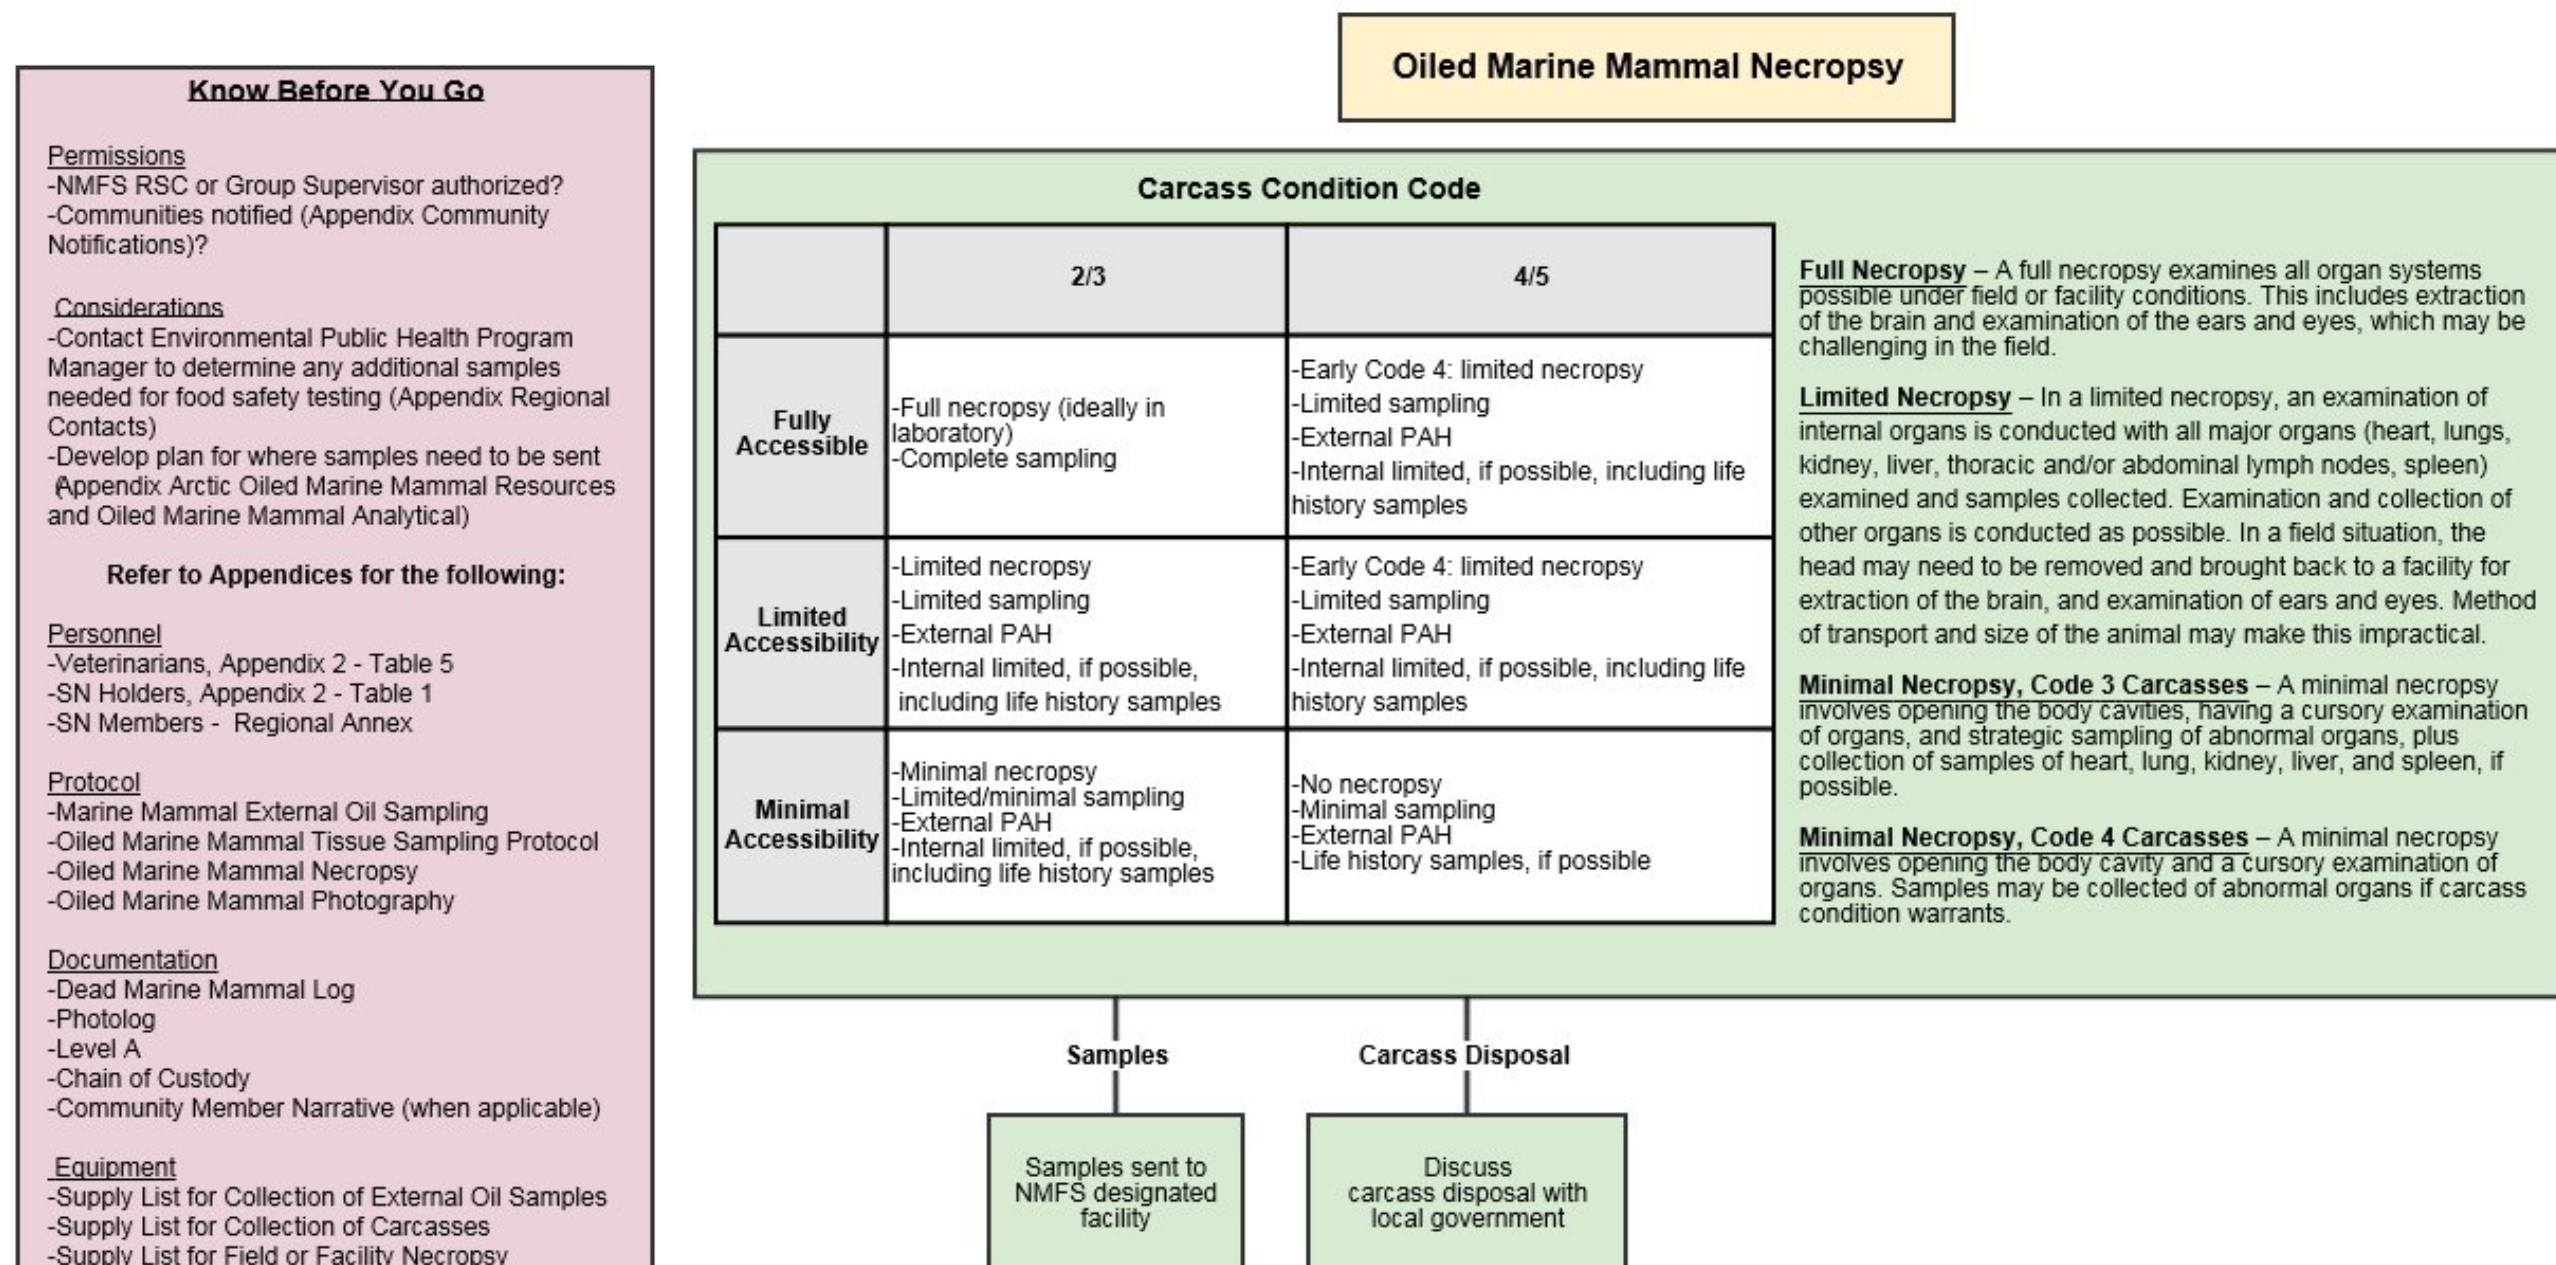 Oiled Marine Mammal Necropsy
Know Before You Go
Permissions
-NMFS RSC or Group Supervisor authorized?
-Communities notified (Appendix Community
Notifications)?
Considerations
-Contact Environmental Public Health Program
Manager to determine any additional samples
needed for food safety testing (Appendix Regional
Contacts)
-Develop plan for where samples need to be sent
(Appendix Arctic Oiled Marine Mammal Resources
and Oiled Marine Mammal Analytical)
Refer to Appendices for the following:
Personnel
-Veterinarians, Appendix 2 - Table 5
-SN Holders, Appendix 2 - Table 1
-SN Members - Regional Annex
Protocol
-Marine Mammal External Oil Sampling
-Oiled Marine Mammal Tissue Sampling Protocol
-Oiled Marine Mammal Necropsy
-Oiled Marine Mammal Photography
Documentation
-Dead Marine Mammal Log
-Photolog
-Level A
-Chain of Custody
-Community Member Narrative (when applicable)
Equipment
-Supply List for Collection of External Oil Samples
-Supply List for Collection of Carcasses
-Supply List for Field or Facility Necropsy
Carcass Condition Code
2/3
4/5
Fully
Accessible
-Full necropsy (ideally in
laboratory)
-Complete sampling
-Early Code 4: limited necropsy
-Limited sampling
-External PAH
-Internal limited, if possible, including life
history samples
Limited
Accessibility
-Limited necropsy
-Limited sampling
-External PAH
-Internal limited, if possible,
including life history samples
-Early Code 4: limited necropsy
-Limited sampling
-External PAH
-Internal limited, if possible, including life
history samples
Minimal
Accessibility
-Minimal necropsy
-Limited/minimal sampling
-External PAH
-Internal limited, if possible,
including life history samples
-No necropsy
-Minimal sampling
-External PAH
-Life history samples, if possible
Full Necropsy – A full necropsy examines all organ systems
possible under field or facility conditions. This includes extraction
of the brain and examination of the ears and eyes, which may be
challenging in the field.
Limited Necropsy – In a limited necropsy, an examination of
internal organs is conducted with all major organs (heart, lungs,
kidney, liver, thoracic and/or abdominal lymph nodes, spleen)
examined and samples collected. Examination and collection of
other organs is conducted as possible. In a field situation, the
head may need to be removed and brought back to a facility for
extraction of the brain, and examination of ears and eyes. Method
of transport and size of the animal may make this impractical.
Minimal Necropsy, Code 3 Carcasses – A minimal necropsy
involves opening the body cavities, having a cursory examination
of organs, and strategic sampling of abnormal organs, plus
collection of samples of heart, lung, kidney, liver, and spleen, if
possible.
Minimal Necropsy, Code 4 Carcasses – A minimal necropsy
involves opening the body cavity and a cursory examination of
organs. Samples may be collected of abnormal organs if carcass
condition warrants.
Samples
Samples sent to
NMFS designated
facility
Carcass Disposal
Discuss
carcass disposal with
local government